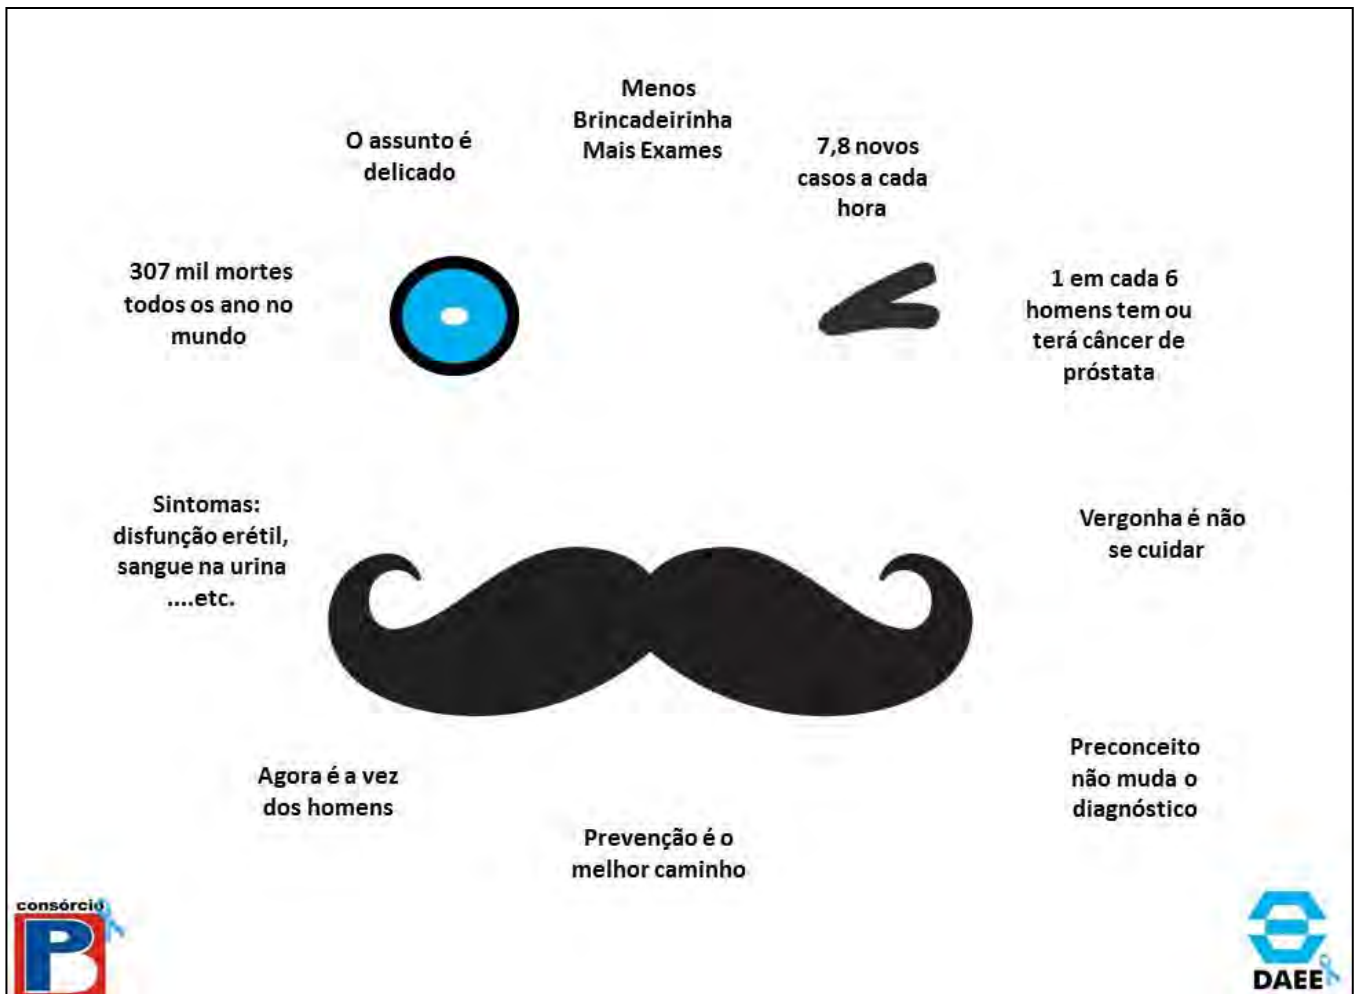 Menos
Brincadeirinha
Mais Exames
O assunto é
delicado
7,8 novos
casos a cada
hora
307 mil mortes
todos os ano no
mundo
1 em cada 6
homens tem ou
terá câncer de
próstata
Sintomas:
disfunção erétil,
sangue na urina
....etc.
Vergonha é não
se cuidar
Agora é a vez
dos homens
Preconceito
não muda o
diagnóstico
Prevenção é o
melhor caminho
consórcio
PB
DAEE